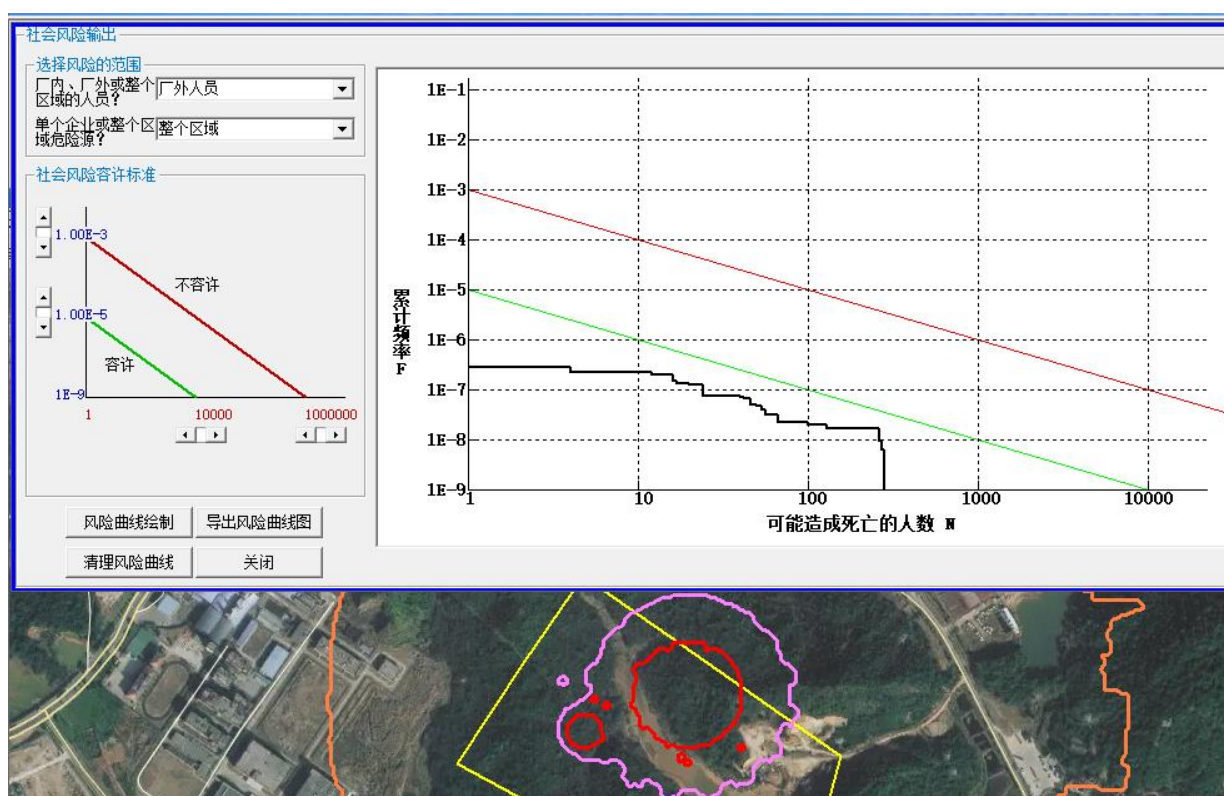 社会风险输出
选择风险的范围
厂内、厂外或整个
区域的人员？
厂外人员
单个企业或整个区
域危险源？
整个区域
社会风险容许标准
1.00E-3
不容许
1.00E-5
容许
1E-9
1
10000
1000000
风险曲线绘制
导出风险曲线图
清理风险曲线
关闭
1E-1
1E-2
1E-3
1E-4
1E-5
1E-6
1E-7
1E-8
1E-9
累计频率 F
1
10
100
1000
10000
可能造成死亡的人数 N